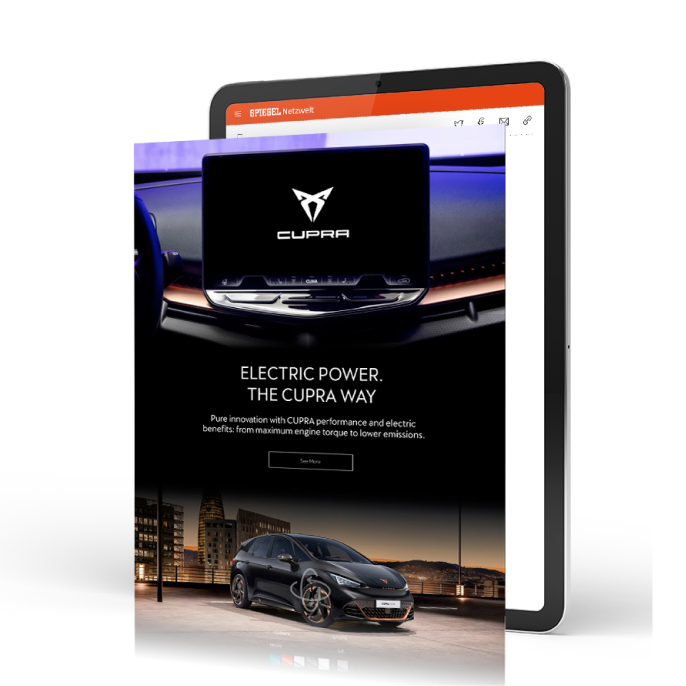 SPIEGEL Netzwelt
CUPRA
ELECTRIC POWER.
THE CUPRA WAY
Pure innovation with CUPRA performance and electric
benefits: from maximum engine torque to lower emissions.
See More